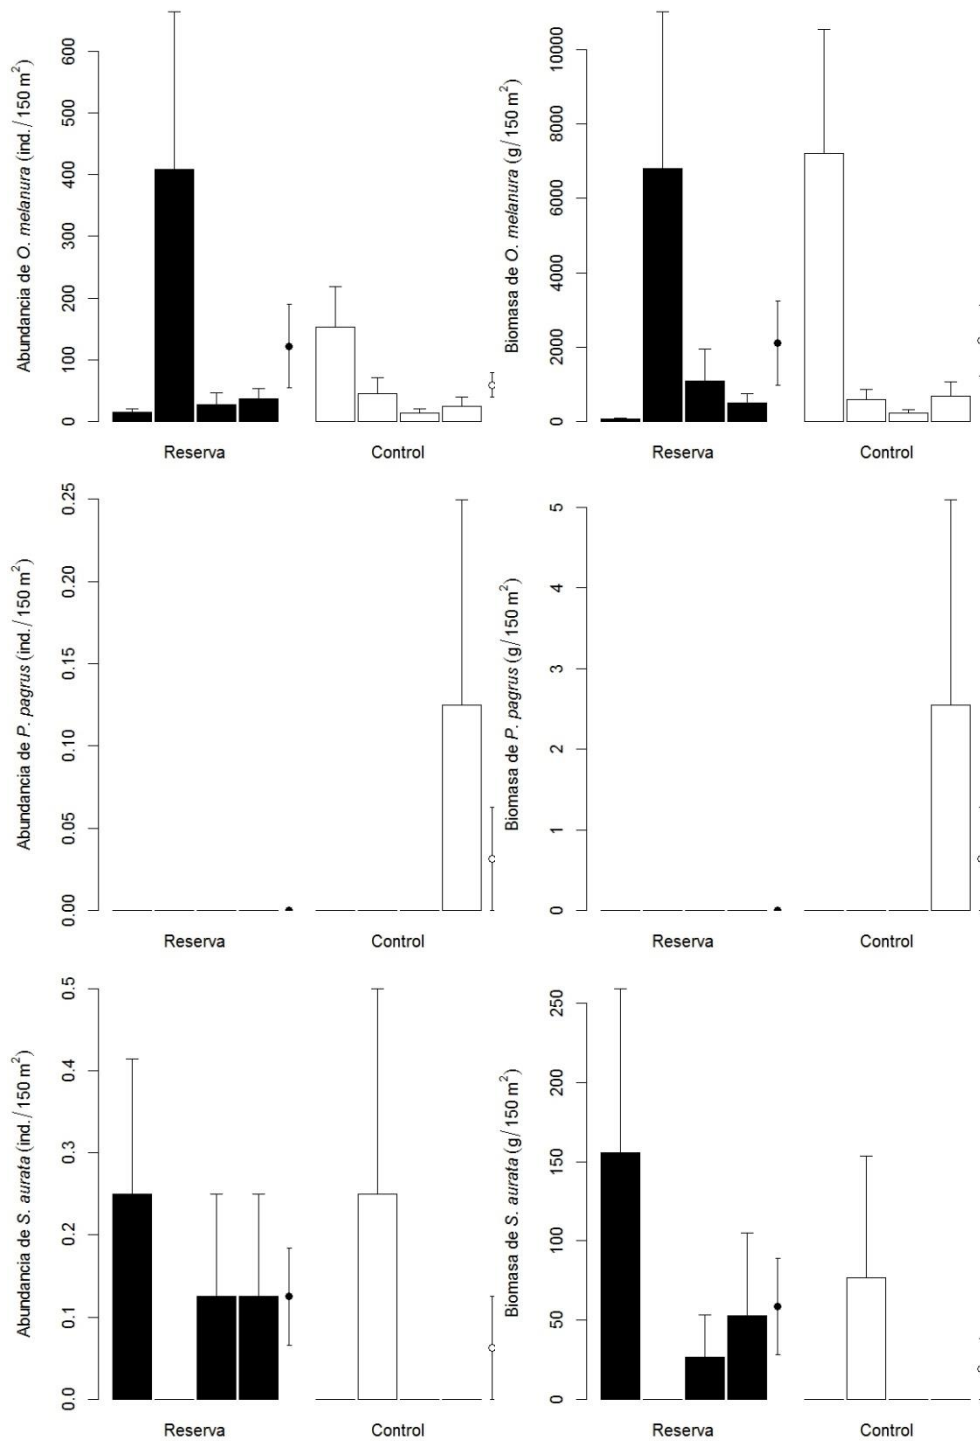 Abundancia de O. melanura (ind./150 m²)
0
100
200
300
400
500
600
Reserva
Control
Biomasa de O. melanura (g/150 m²)
0
2000
4000
6000
8000
10000
Reserva
Control
Abundancia de P. pagrus (ind./150 m²)
0.00
0.05
0.10
0.15
0.20
0.25
Reserva
Control
Biomasa de P. pagrus (g/150 m²)
0
1
2
3
4
5
Reserva
Control
Abundancia de S. aurata (ind./150 m²)
0.0
0.1
0.2
0.3
0.4
0.5
Reserva
Control
Biomasa de S. aurata (g/150 m²)
0
50
100
150
200
250
Reserva
Control